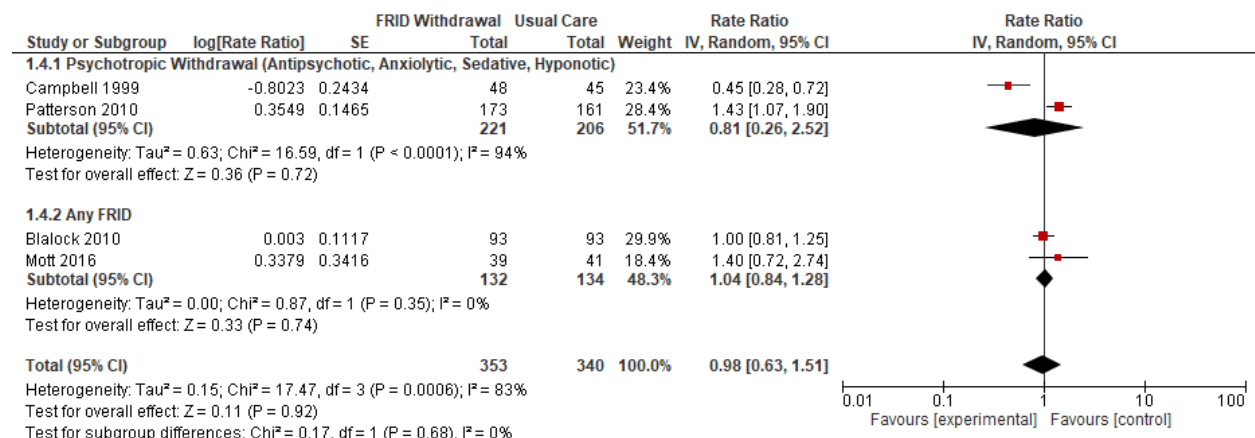 FRID Withdrawal Usual Care Rate Ratio Rate Ratio
Study or Subgroup log[Rate Ratio] SE Total Total Weight IV, Random, 95% CI IV, Random, 95% CI
1.4.1 Psychotropic Withdrawal (Antipsychotic, Anxiolytic, Sedative, Hyponotic)
Campbell 1999 -0.8023 0.2434 48 45 23.4% 0.45 [0.28, 0.72]
Patterson 2010 0.3549 0.1465 173 161 28.4% 1.43 [1.07, 1.90]
Subtotal (95% CI) 221 206 51.7% 0.81 [0.26, 2.52]
Heterogeneity: Tau² = 0.63; Chi² = 16.59, df = 1 (P < 0.0001); I² = 94%
Test for overall effect: Z = 0.36 (P = 0.72)
1.4.2 Any FRID
Blalock 2010 0.003 0.1117 93 93 29.9% 1.00 [0.81, 1.25]
Mott 2016 0.3379 0.3416 39 41 18.4% 1.40 [0.72, 2.74]
Subtotal (95% CI) 132 134 48.3% 1.04 [0.84, 1.28]
Heterogeneity: Tau² = 0.00; Chi² = 0.87, df = 1 (P = 0.35); I² = 0%
Test for overall effect: Z = 0.33 (P = 0.74)
Total (95% CI) 353 340 100.0% 0.98 [0.63, 1.51]
Heterogeneity: Tau² = 0.15; Chi² = 17.47, df = 3 (P = 0.0006); I² = 83%
Test for overall effect: Z = 0.11 (P = 0.92)
Test for subgroup differences: Chi² = 0.17, df = 1 (P = 0.68), I² = 0%
0.01 0.1 1 10 100
Favours [experimental] Favours [control]